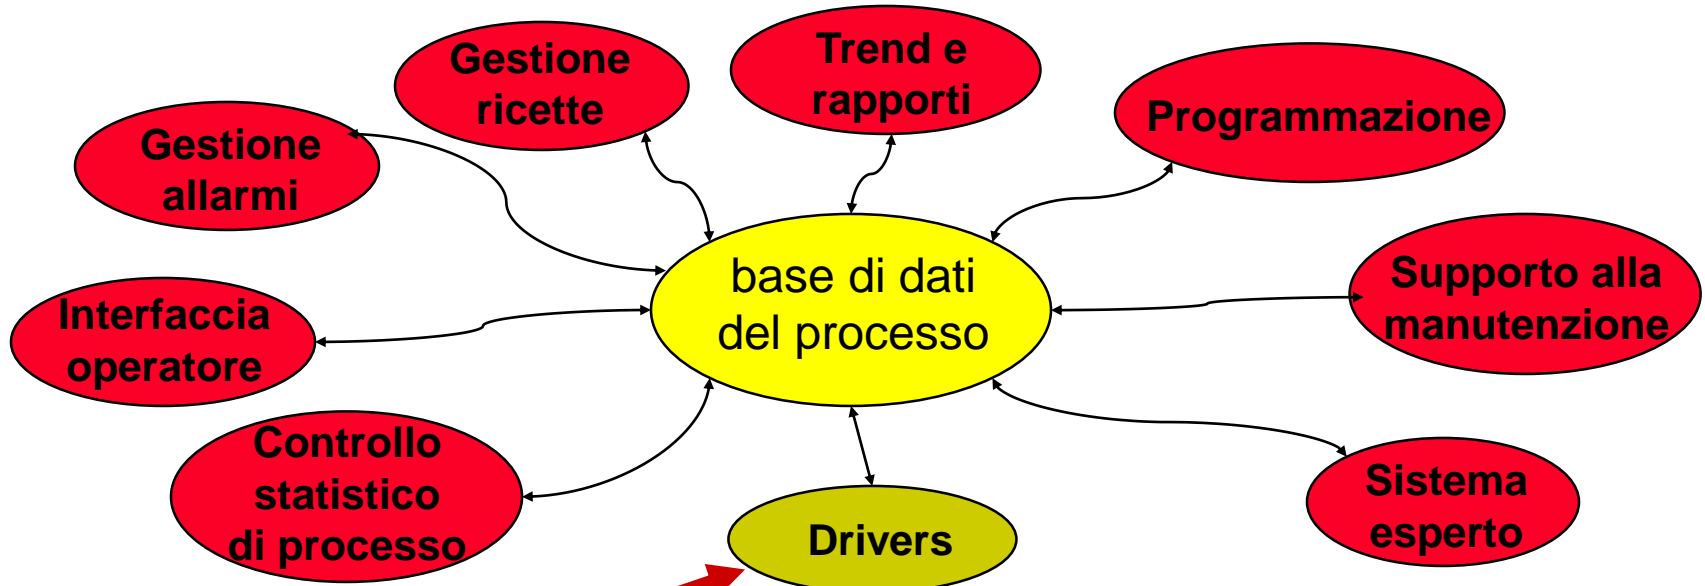 Gestione
ricette
Trend e
rapporti
Programmazione
Gestione
allarmi
base di dati
del processo
Supporto alla
manutenzione
Interfaccia
operatore
Controllo
statistico
di processo
Drivers
Sistema
esperto